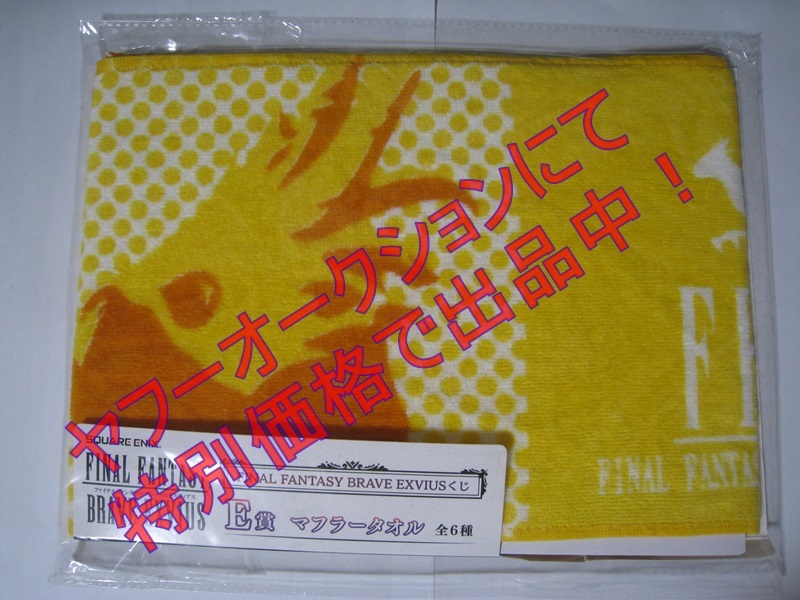 ヤフーオークションにて
特別価格で出品中！
FINAL FANTASY
SQUARE ENIX
FINAL FANTASY
BRAVE EXVIUS
FINAL FANTASY BRAVE EXVIUSくじ
E賞 マフラータオル 全6種